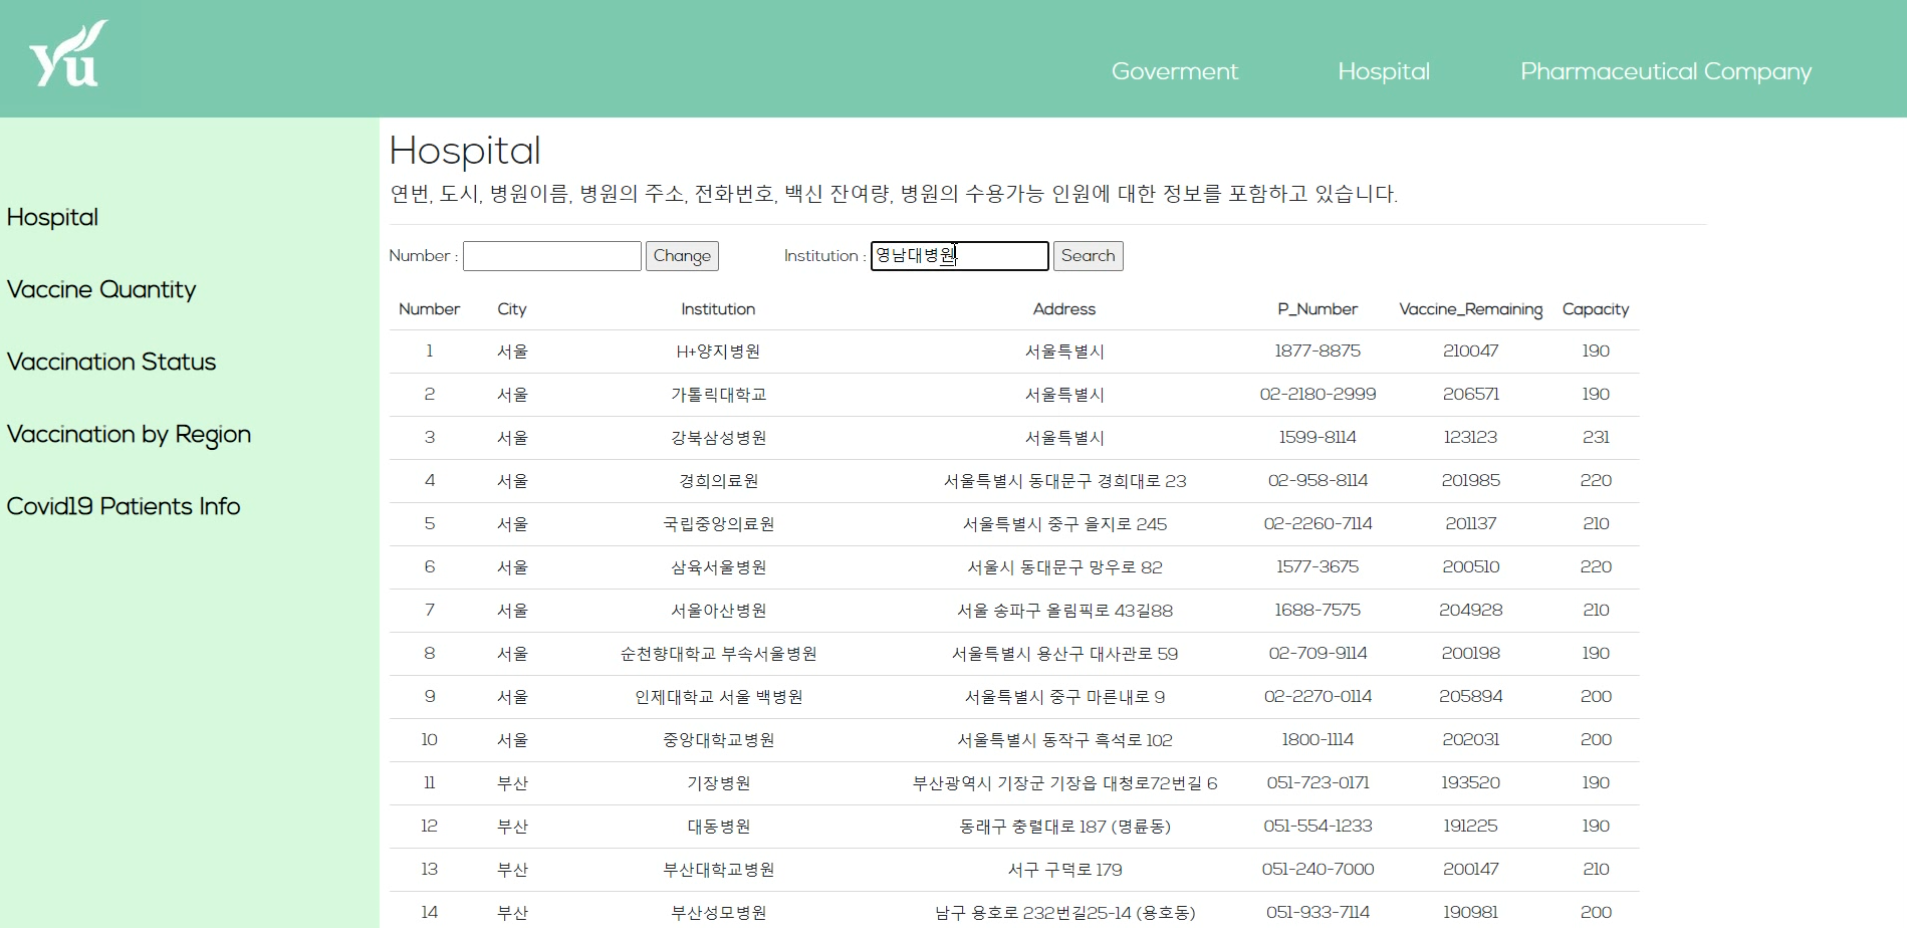 yu
Goverment Hospital Pharmaceutical Company
Hospital
Vaccine Quantity
Vaccination Status
Vaccination by Region
Covid19 Patients Info
Hospital
연번, 도시, 병원이름, 병원의 주소, 전화번호, 백신 잔여량, 병원의 수용가능 인원에 대한 정보를 포함하고 있습니다.
Number : Change Institution : 영남대병원 Search
Number City Institution Address P_Number Vaccine_Remaining Capacity
1 서울 H+양지병원 서울특별시 1877-8875 210047 190
2 서울 가톨릭대학교 서울특별시 02-2180-2999 206571 190
3 서울 강북삼성병원 서울특별시 1599-8114 123123 231
4 서울 경희의료원 서울특별시 동대문구 경희대로 23 02-958-8114 201985 220
5 서울 국립중앙의료원 서울특별시 중구 을지로 245 02-2260-7114 201137 210
6 서울 삼육서울병원 서울시 동대문구 망우로 82 1577-3675 200510 220
7 서울 서울아산병원 서울 송파구 올림픽로 43길88 1688-7575 204928 210
8 서울 순천향대학교 부속서울병원 서울특별시 용산구 대사관로 59 02-709-9114 200198 190
9 서울 인제대학교 서울 백병원 서울특별시 중구 마른내로 9 02-2270-0114 205894 200
10 서울 중앙대학교병원 서울특별시 동작구 흑석로 102 1800-1114 202031 200
11 부산 기장병원 부산광역시 기장군 기장읍 대청로72번길 6 051-723-0171 193520 190
12 부산 대동병원 동래구 충렬대로 187 (명륜동) 051-554-1233 191225 190
13 부산 부산대학교병원 서구 구덕로 179 051-240-7000 200147 210
14 부산 부산성모병원 남구 용호로 232번길25-14 (용호동) 051-933-7114 190981 200